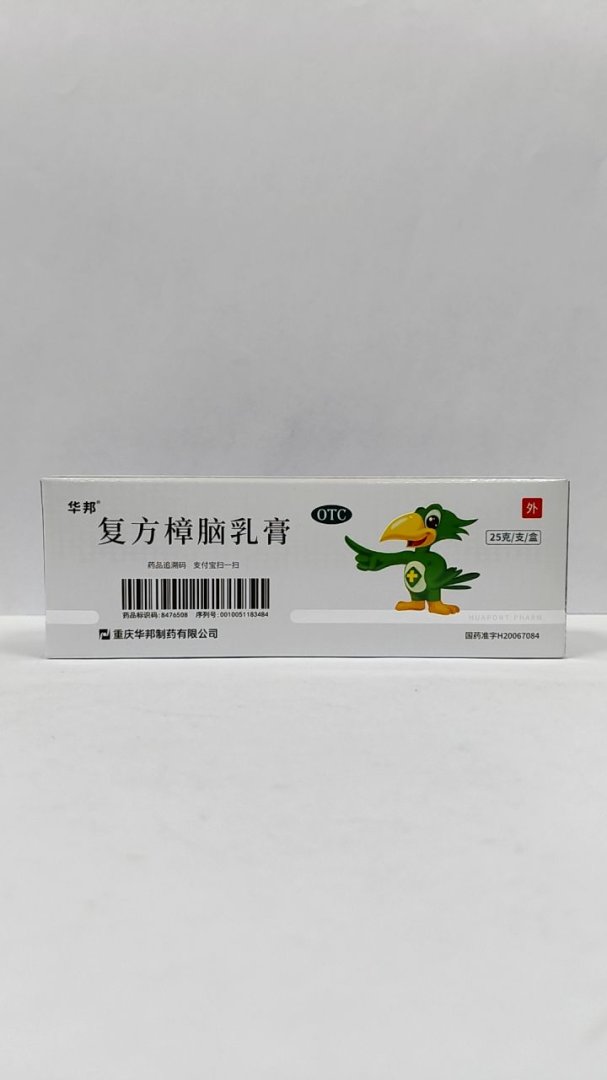 华邦®
复方樟脑乳膏
OTC
外
25克/支/盒
药品追溯码 支付宝扫一扫
药品标识码:8476508 序列号:0010051183484
HUAPONT PHARM
重庆华邦制药有限公司
国药准字H20067084